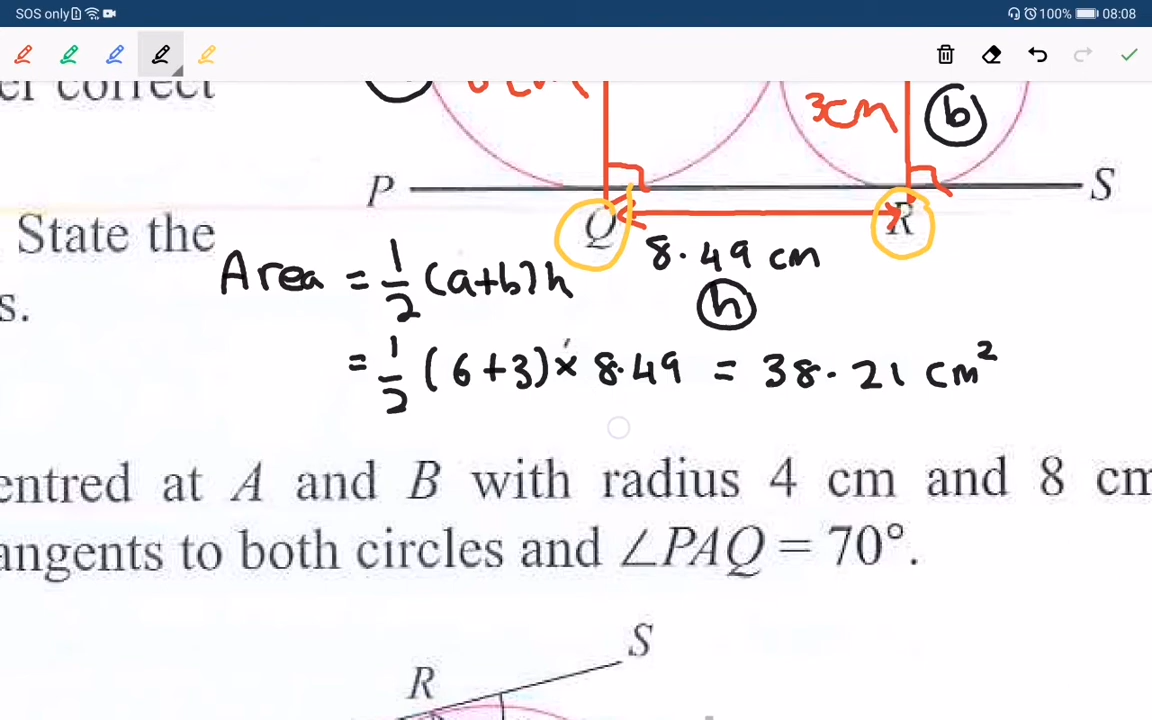 SOS only 100% 08:08
er correct
6cm 3cm b
P S
State the Q R
8.49 cm
Area = 1/2 (a+b)h
s. h
= 1/2 (6+3)× 8.49 = 38.21 cm²
entred at A and B with radius 4 cm and 8 cm
angents to both circles and ∠PAQ = 70°.
S
R